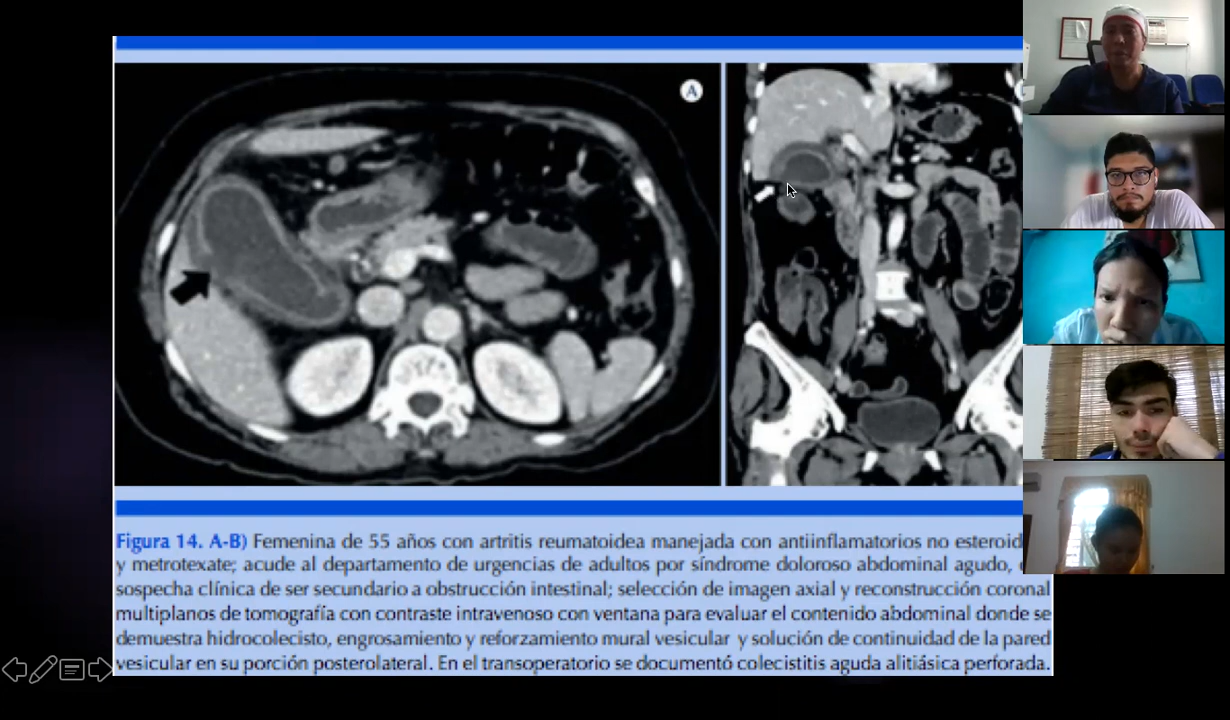 A
Figura 14. A-B) Femenina de 55 años con artritis reumatoidea manejada con antiinflamatorios no esteroid
y metrotexate; acude al departamento de urgencias de adultos por síndrome doloroso abdominal agudo,
sospecha clínica de ser secundario a obstrucción intestinal; selección de imagen axial y reconstrucción coronal
multiplanos de tomografía con contraste intravenoso con ventana para evaluar el contenido abdominal donde se
demuestra hidrocolecisto, engrosamiento y reforzamiento mural vesicular y solución de continuidad de la pared
vesicular en su porción posterolateral. En el transoperatorio se documentó colecistitis aguda alitiásica perforada.